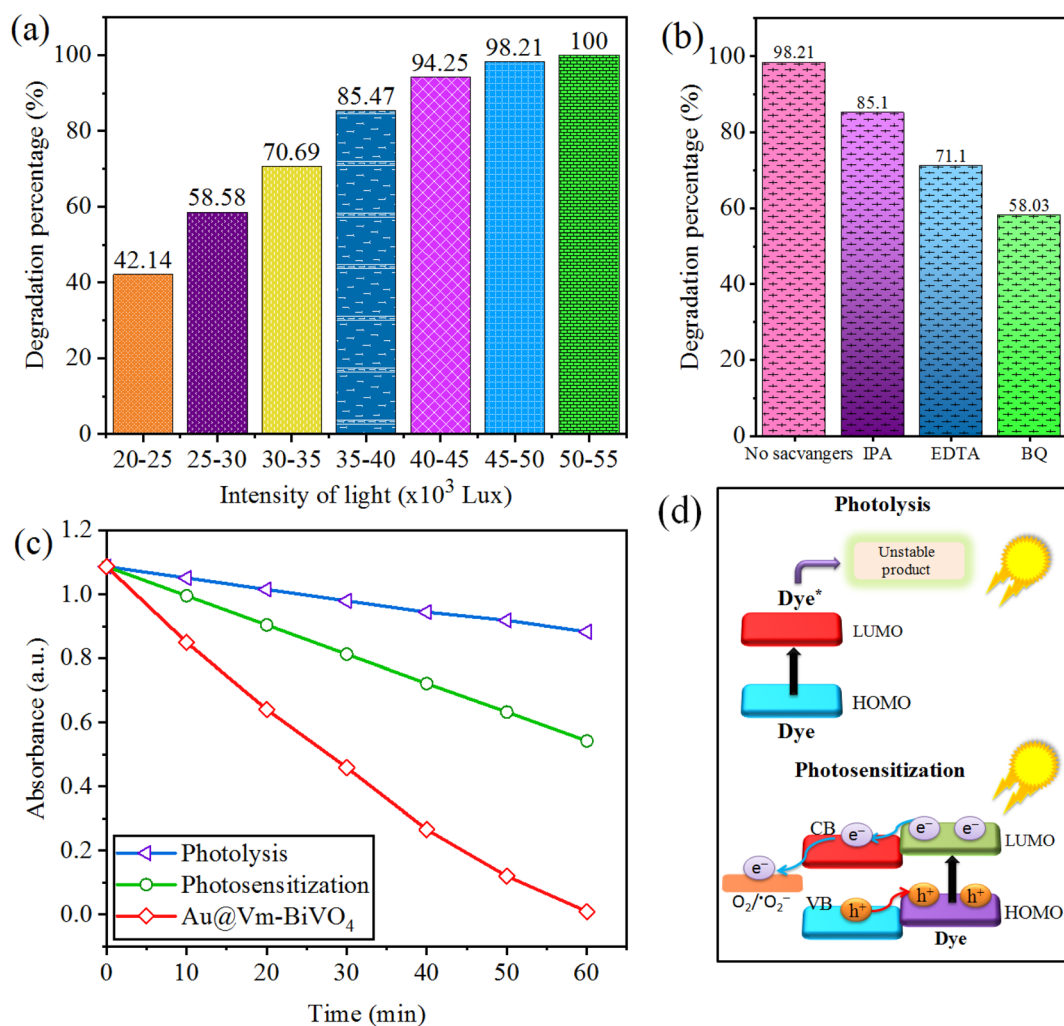 (a)
Degradation percentage (%)
100
80
60
40
20
0
42.14
58.58
70.69
85.47
94.25
98.21
100
20-25 25-30 30-35 35-40 40-45 45-50 50-55
Intensity of light (x10³ Lux)
(b)
Degradation percentage (%)
100
80
60
40
20
0
98.21
85.1
71.1
58.03
No sacvangers IPA EDTA BQ
(c)
Absorbance (a.u.)
1.2
1.0
0.8
0.6
0.4
0.2
0.0
Photolysis
Photosensitization
Au@Vm-BiVO₄
0 10 20 30 40 50 60
Time (min)
(d)
Photolysis
Unstable
product
Dye*
LUMO
HOMO
Dye
Photosensitization
CB e⁻ e⁻ e⁻
LUMO
e⁻
O₂/•O₂⁻
VB h⁺ h⁺ h⁺
HOMO
Dye